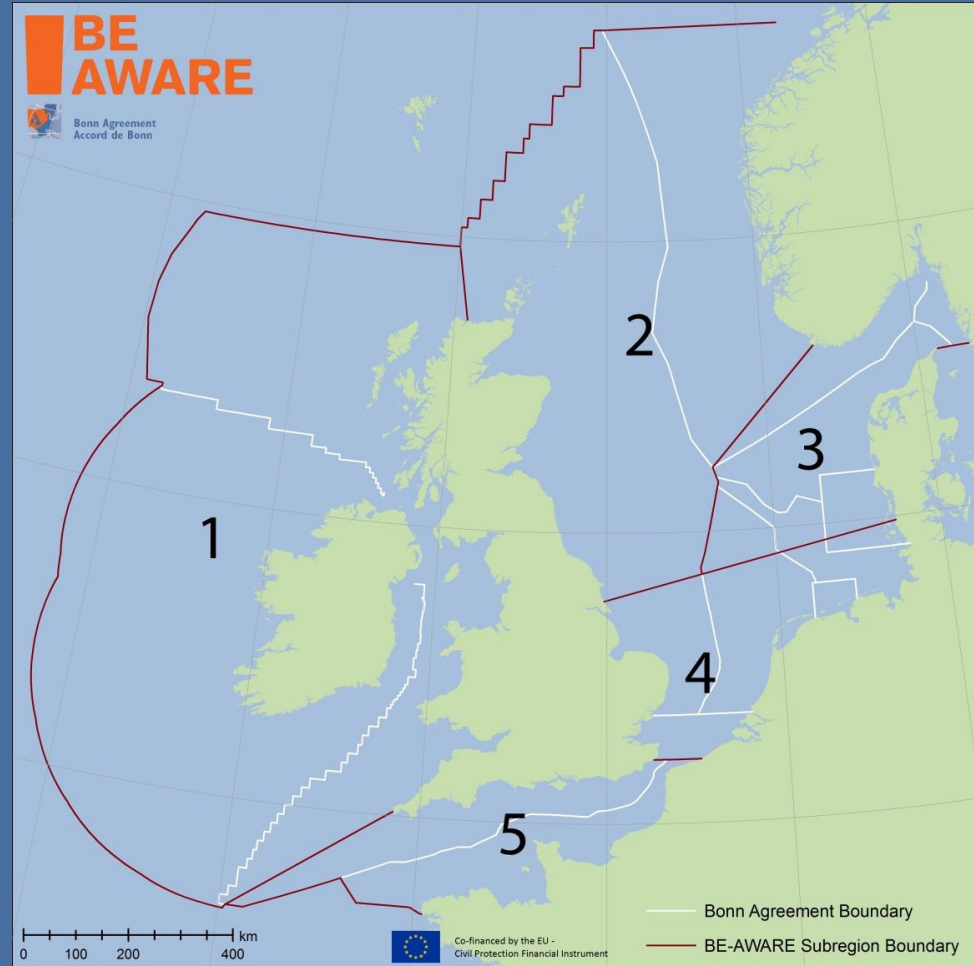 BE
AWARE
Bonn Agreement
Accord de Bonn
2
3
1
4
5
Bonn Agreement Boundary
BE-AWARE Subregion Boundary
km
0 100 200 400
Co-financed by the EU -
Civil Protection Financial Instrument